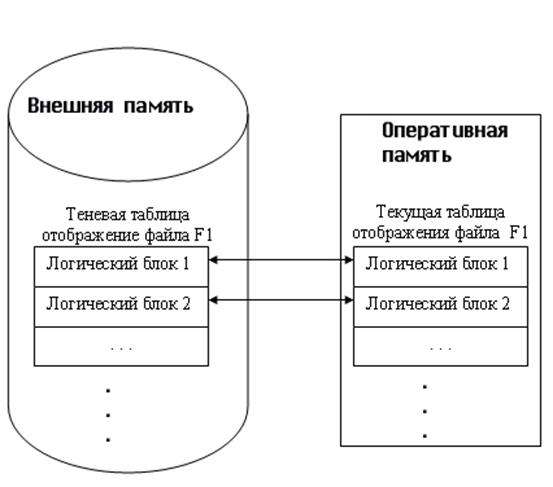 Внешняя память
Оперативная
память
Теневая таблица
отображение файла F1
Логический блок 1
Логический блок 2
. . .
Текущая таблица
отображения файла F1
Логический блок 1
Логический блок 2
. . .